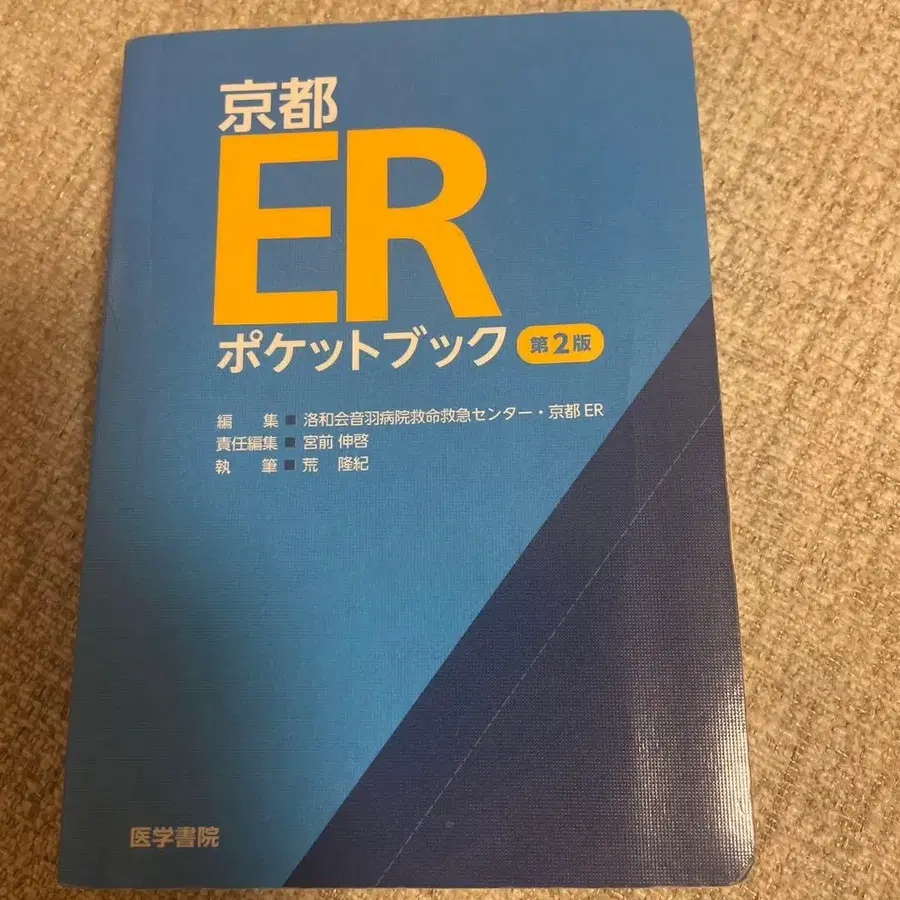 京都
ER
ポケットブック 第2版
編 集 ■ 洛和会音羽病院救命救急センター・京都ER
責任編集 ■ 宮前 伸啓
執 筆 ■ 荒 隆紀
医学書院